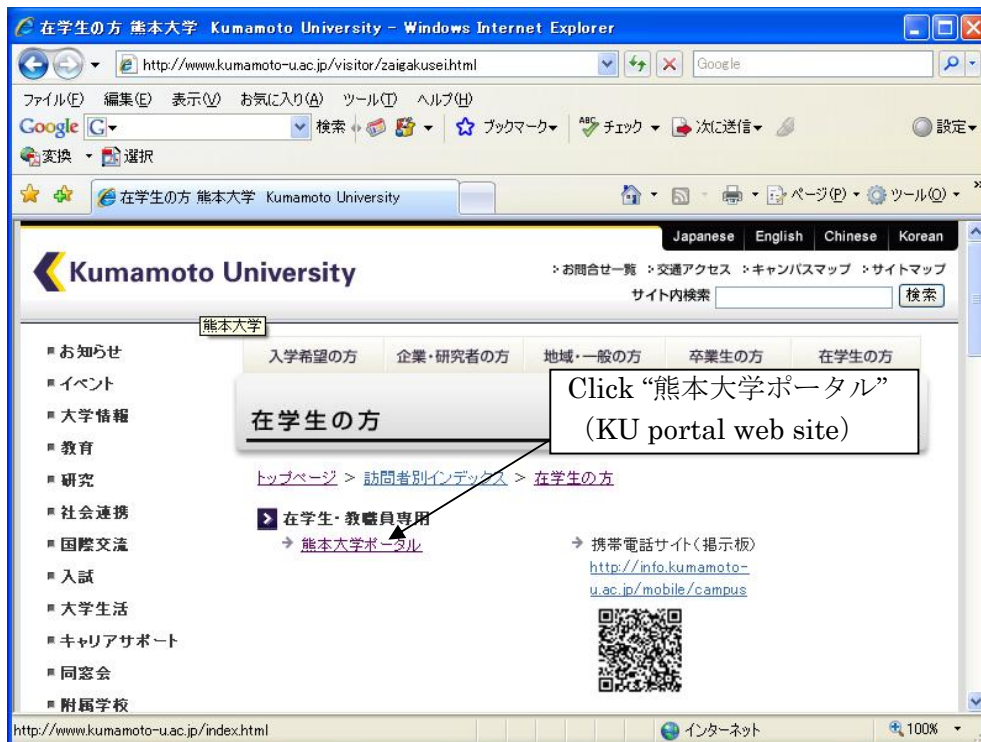 在学生の方 熊本大学 Kumamoto University - Windows Internet Explorer
http://www.kumamoto-u.ac.jp/visitor/zaigakusei.html
Google
ファイル(F) 編集(E) 表示(V) お気に入り(A) ツール(T) ヘルプ(H)
Google G 検索 ブックマーク ABC チェック 次に送信 設定
変換 選択
在学生の方 熊本大学 Kumamoto University ページ(P) ツール(O) »
Japanese English Chinese Korean
Kumamoto University
お問合せ一覧 交通アクセス キャンパスマップ サイトマップ
サイト内検索 検索
熊本大学
お知らせ
イベント
大学情報
教育
研究
社会連携
国際交流
入試
大学生活
キャリアサポート
同窓会
附属学校
入学希望の方 企業・研究者の方 地域・一般の方 卒業生の方 在学生の方
Click “熊本大学ポータル”
(KU portal web site)
在学生の方
トップページ > 訪問者別インデックス > 在学生の方
在学生・教職員専用
熊本大学ポータル
携帯電話サイト(掲示板)
http://info.kumamoto-
u.ac.jp/mobile/campus
http://www.kumamoto-u.ac.jp/index.html インターネット 100%